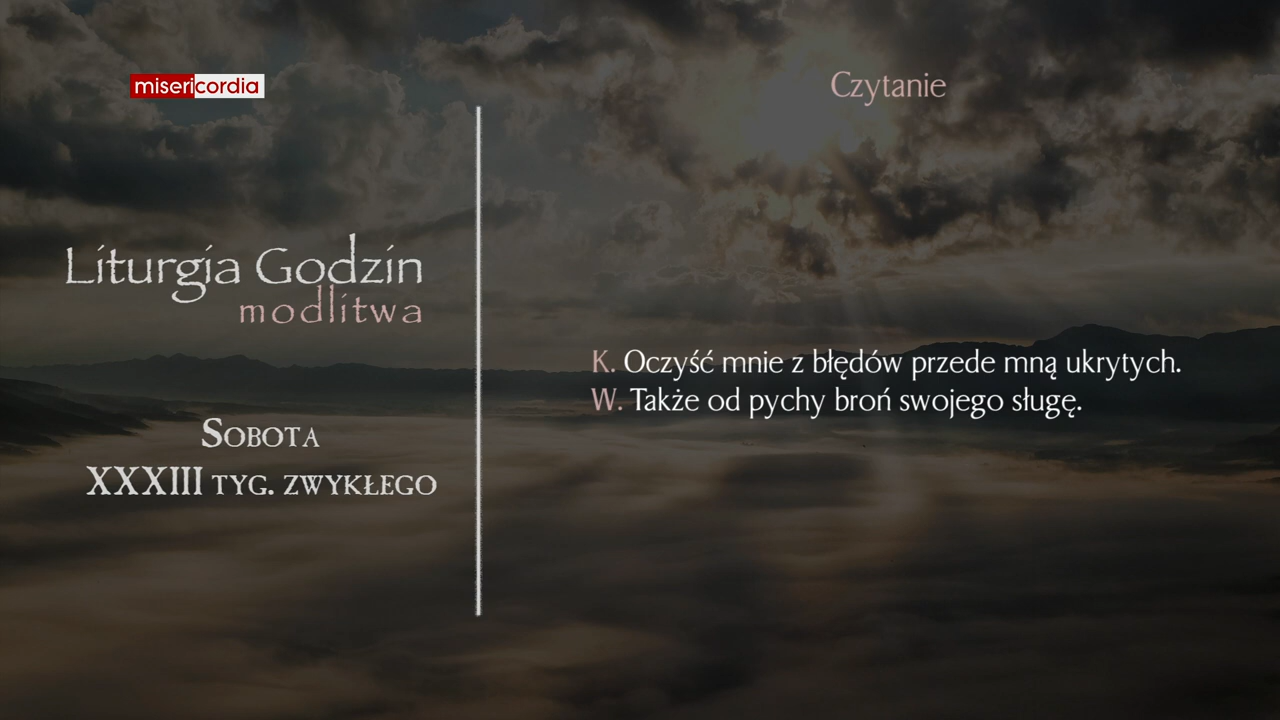 misericordia
Czytanie
Liturgia Godzin
modlitwa
K. Oczyść mnie z błędów przede mną ukrytych.
W. Także od pychy broń swojego sługę.
SOBOTA
XXXIII TYG. ZWYKŁEGO